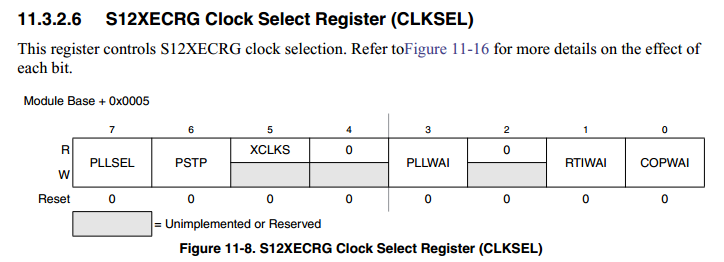 11.3.2.6 S12XECRG Clock Select Register (CLKSEL)
This register controls S12XECRG clock selection. Refer toFigure 11-16 for more details on the effect of
each bit.
Module Base + 0x0005
7 6 5 4 3 2 1 0
R PLLSEL PSTP XCLKS 0 PLLWAI 0 RTIWAI COPWAI
W
Reset 0 0 0 0 0 0 0 0
= Unimplemented or Reserved
Figure 11-8. S12XECRG Clock Select Register (CLKSEL)